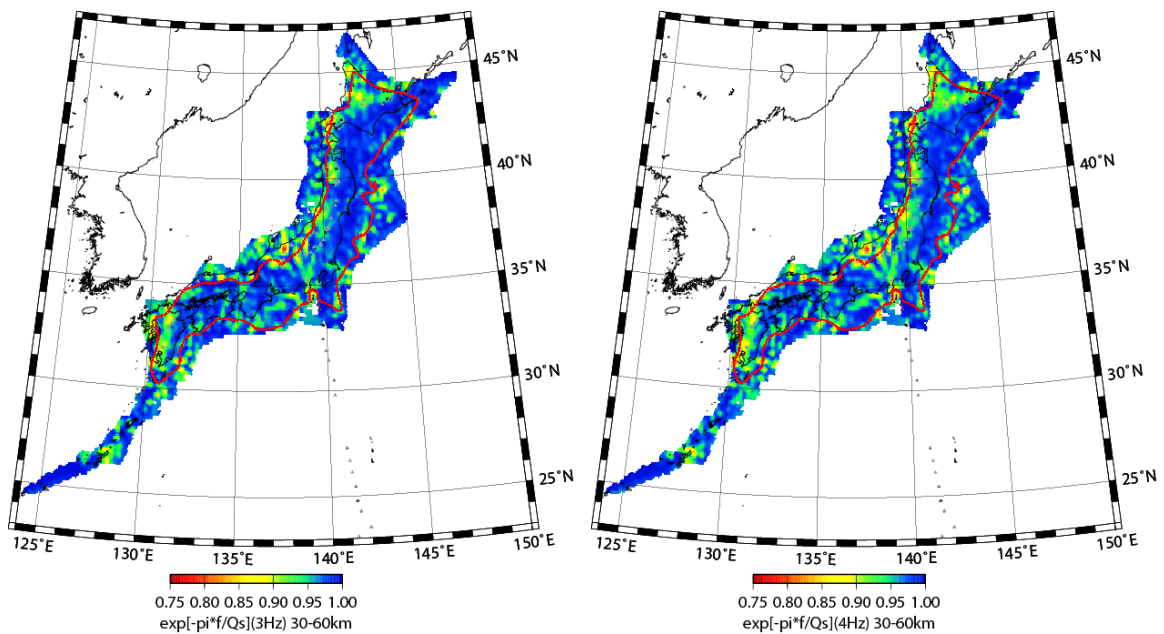 45°N
40°N
35°N
30°N
25°N
125°E
130°E
135°E
140°E
145°E
150°E
0.75 0.80 0.85 0.90 0.95 1.00
exp[-pi*f/Qs](3Hz) 30-60km
45°N
40°N
35°N
30°N
25°N
125°E
130°E
135°E
140°E
145°E
150°E
0.75 0.80 0.85 0.90 0.95 1.00
exp[-pi*f/Qs](4Hz) 30-60km